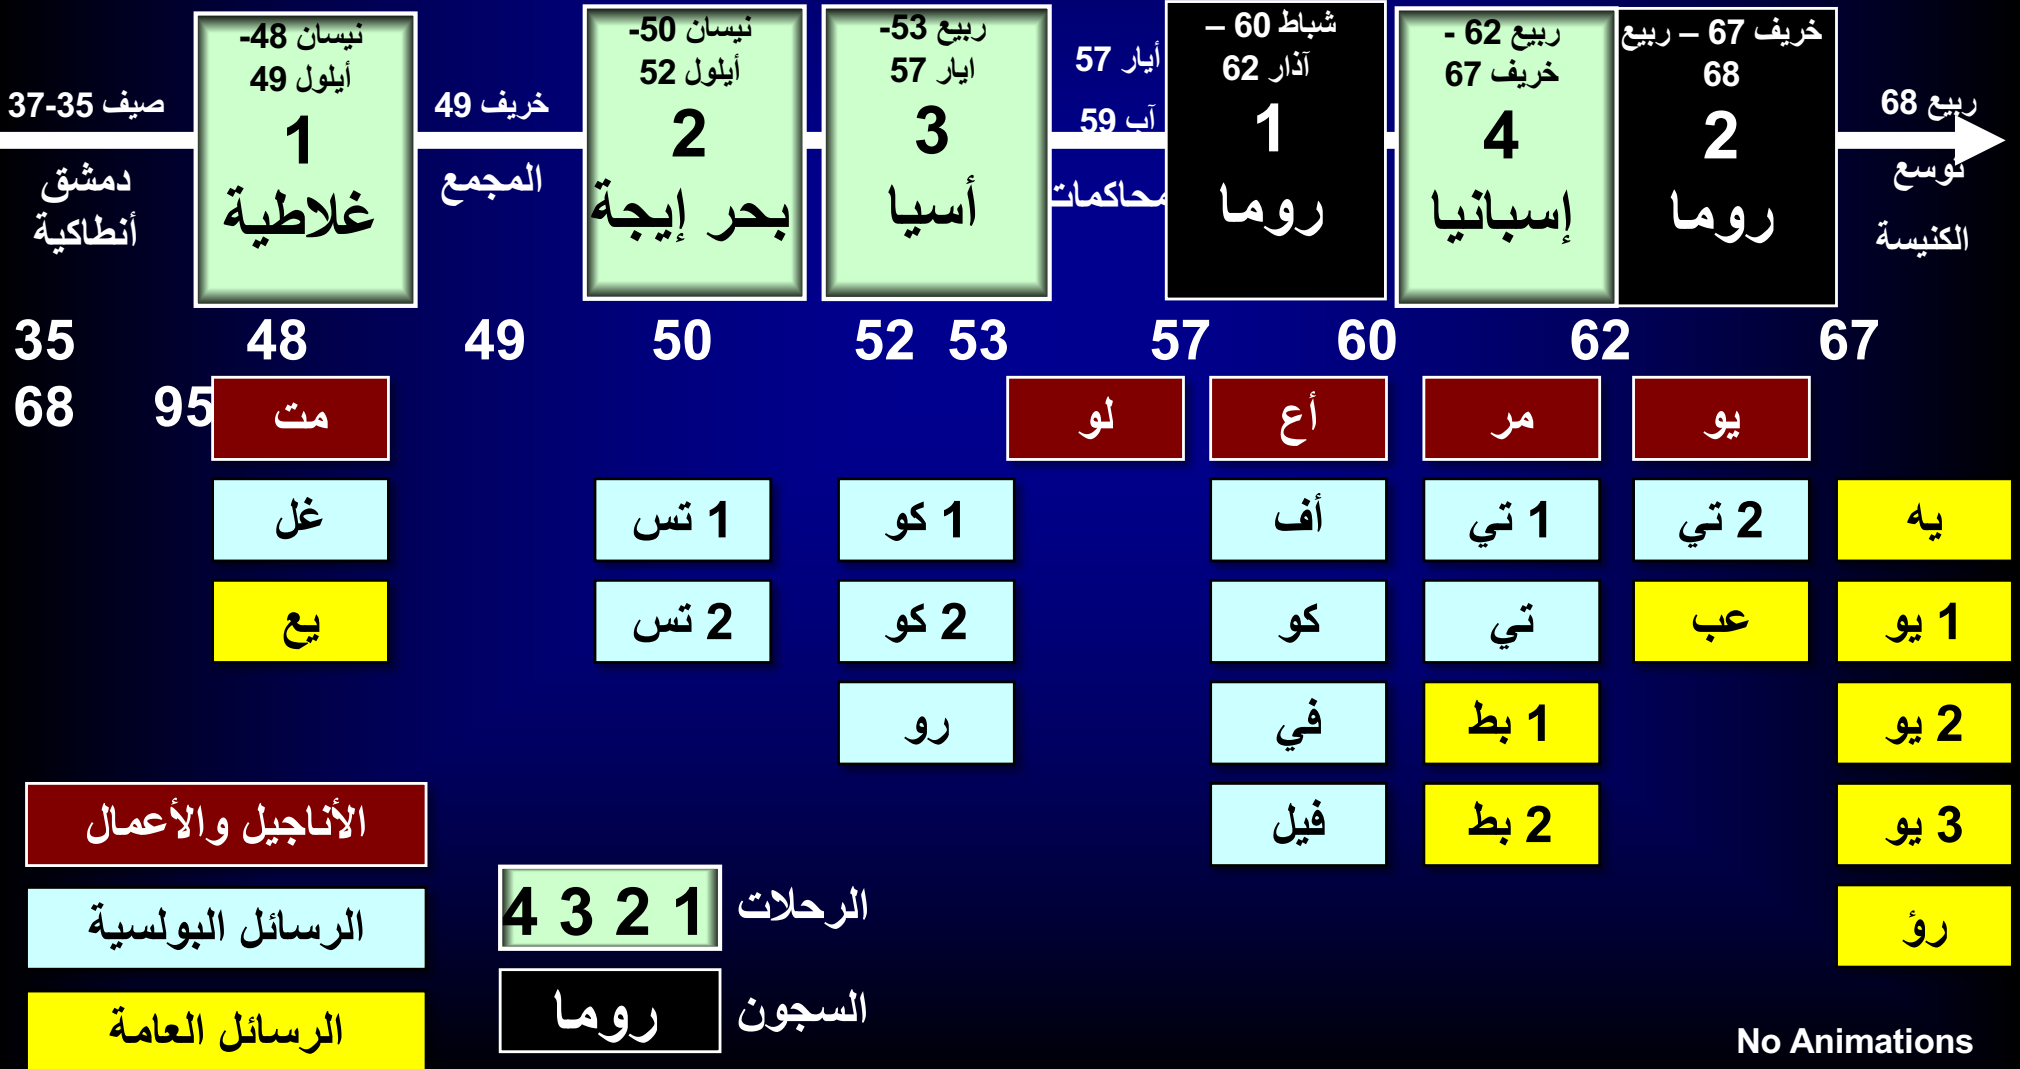 صيف 35-37
دمشق
أنطاكية
نيسان 48-
أيلول 49
1
غلاطية
خريف 49
المجمع
نيسان 50-
أيلول 52
2
بحر إيجة
ربيع 53-
ايار 57
3
أسيا
أيار 57
آب 59
محاكمات
شباط 60 –
آذار 62
1
روما
ربيع 62 -
خريف 67
4
إسبانيا
خريف 67 – ربيع
68
2
روما
ربيع 68
توسع
الكنيسة
35 48 49 50 52 53 57 60 62 67
68 95
مت لو أع مر يو
غل 1 تس 1 كو أف 1 تي 2 تي يه
يع 2 تس 2 كو كو تي عب 1 يو
رو في 1 بط 2 يو
فيل 2 بط 3 يو
رؤ
الأناجيل والأعمال
الرسائل البولسية
الرسائل العامة
4 3 2 1 الرحلات
روما السجون
No Animations